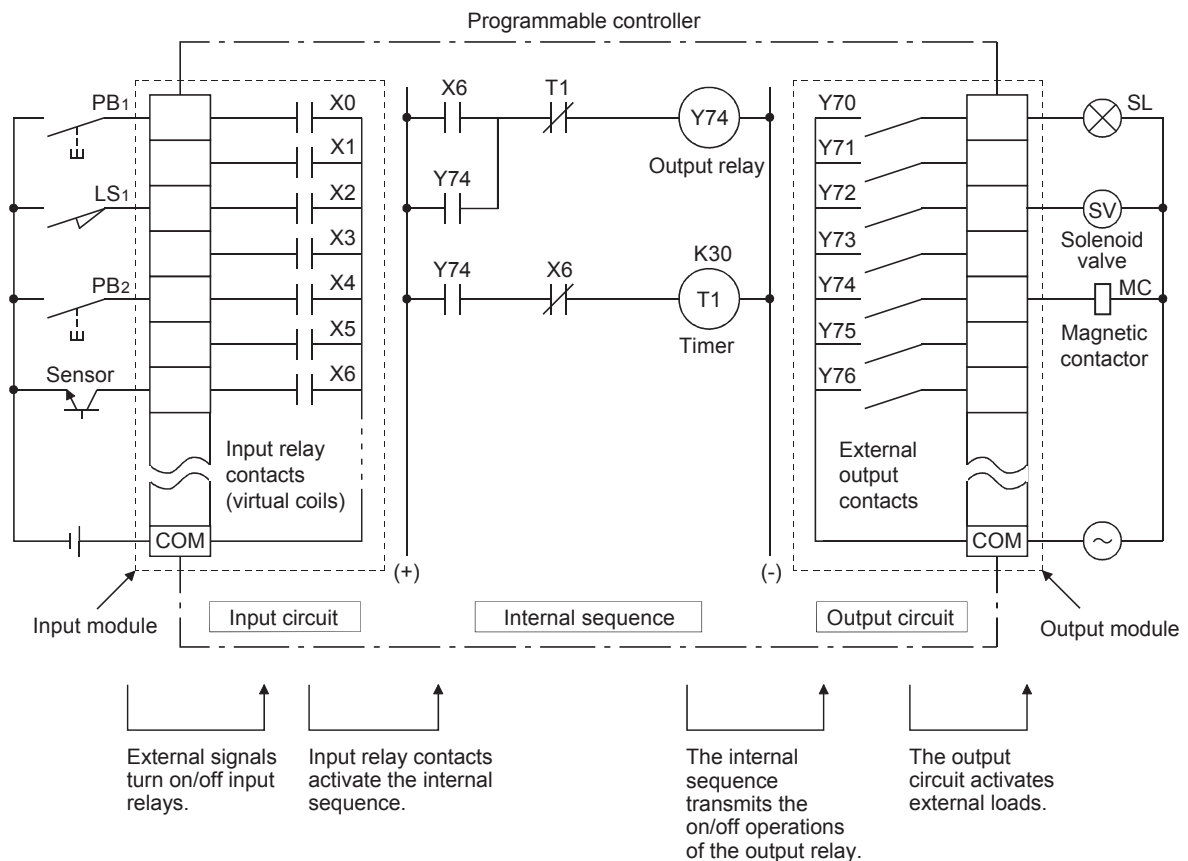 Programmable controller
PB1
LS1
PB2
Sensor
X0
X1
X2
X3
X4
X5
X6
Input relay
contacts
(virtual coils)
COM
X6
T1
Y74
Output relay
Y74
Y74
X6
K30
T1
Timer
(+)
(-)
Y70
Y71
Y72
Y73
Y74
Y75
Y76
External
output
contacts
COM
SL
SV
Solenoid
valve
MC
Magnetic
contactor
Input module
Input circuit
Internal sequence
Output circuit
Output module
External signals
turn on/off input
relays.
Input relay contacts
activate the internal
sequence.
The internal
sequence
transmits the
on/off operations
of the output relay.
The output
circuit activates
external loads.